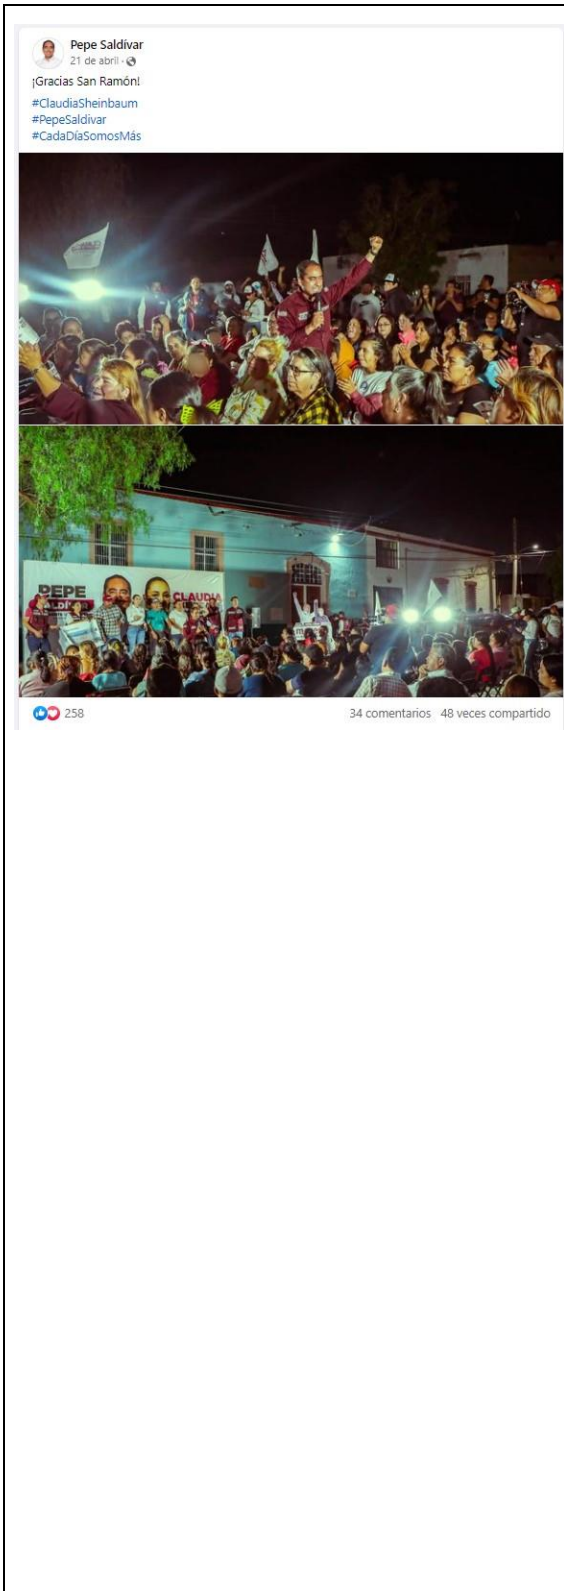 Pepe Saldívar
21 de abril
¡Gracias San Ramón!
#ClaudiaSheinbaum
#PepeSaldivar
#CadaDíaSomosMás
PEPE
SALDÍVAR
CLAUDIA
258
34 comentarios 48 veces compartido